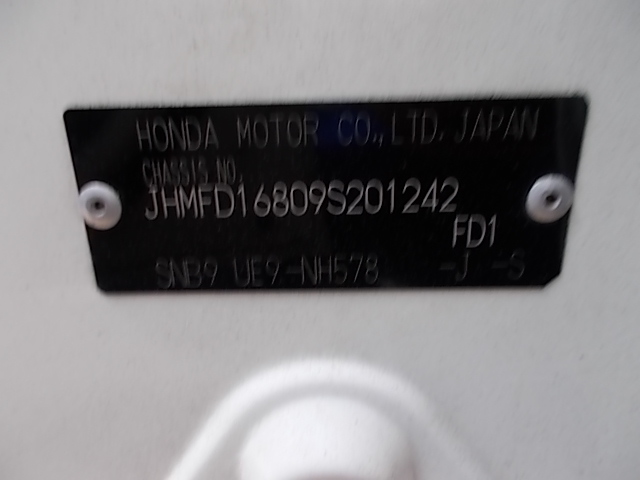 HONDA MOTOR CO.,LTD. JAPAN
CHASSIS NO.
JHMFD16809S201242
FD1
SNB9 UE9-NH578 -J -S